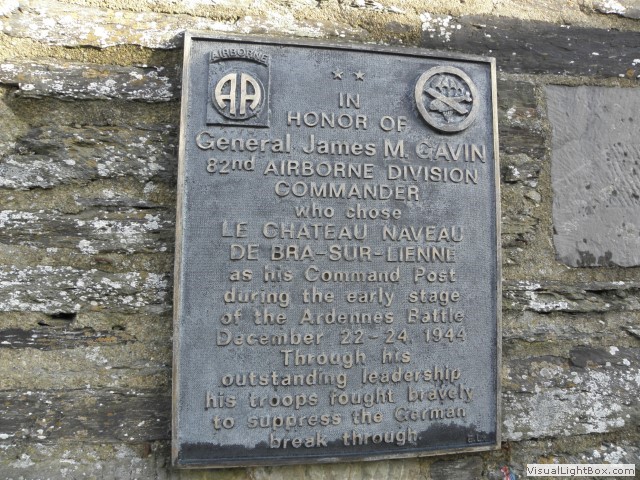 AIRBORNE
AA
IN
HONOR OF
General James M. GAVIN
82nd AIRBORNE DIVISION
COMMANDER
who chose
LE CHATEAU NAVEAU
DE BRA-SUR-LIENNE
as his Command Post
during the early stage
of the Ardennes Battle
December 22-24, 1944
Through his
outstanding leadership
his troops fought bravely
to suppress the German
break through.
EL
VisualLightBox.com